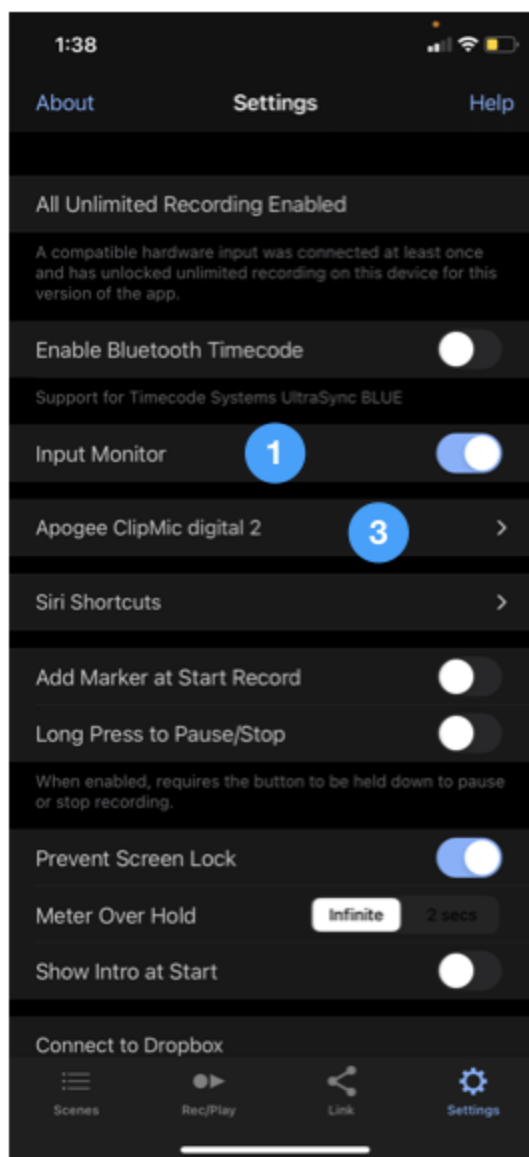 1:38
About Settings Help
All Unlimited Recording Enabled
A compatible hardware input was connected at least once
and has unlocked unlimited recording on this device for this
version of the app.
Enable Bluetooth Timecode
Support for Timecode Systems UltraSync BLUE
Input Monitor 1
Apogee ClipMic digital 2 3
Siri Shortcuts
Add Marker at Start Record
Long Press to Pause/Stop
When enabled, requires the button to be held down to pause
or stop recording.
Prevent Screen Lock
Meter Over Hold Infinite 2 secs
Show Intro at Start
Connect to Dropbox
Scenes Rec/Play Link Settings